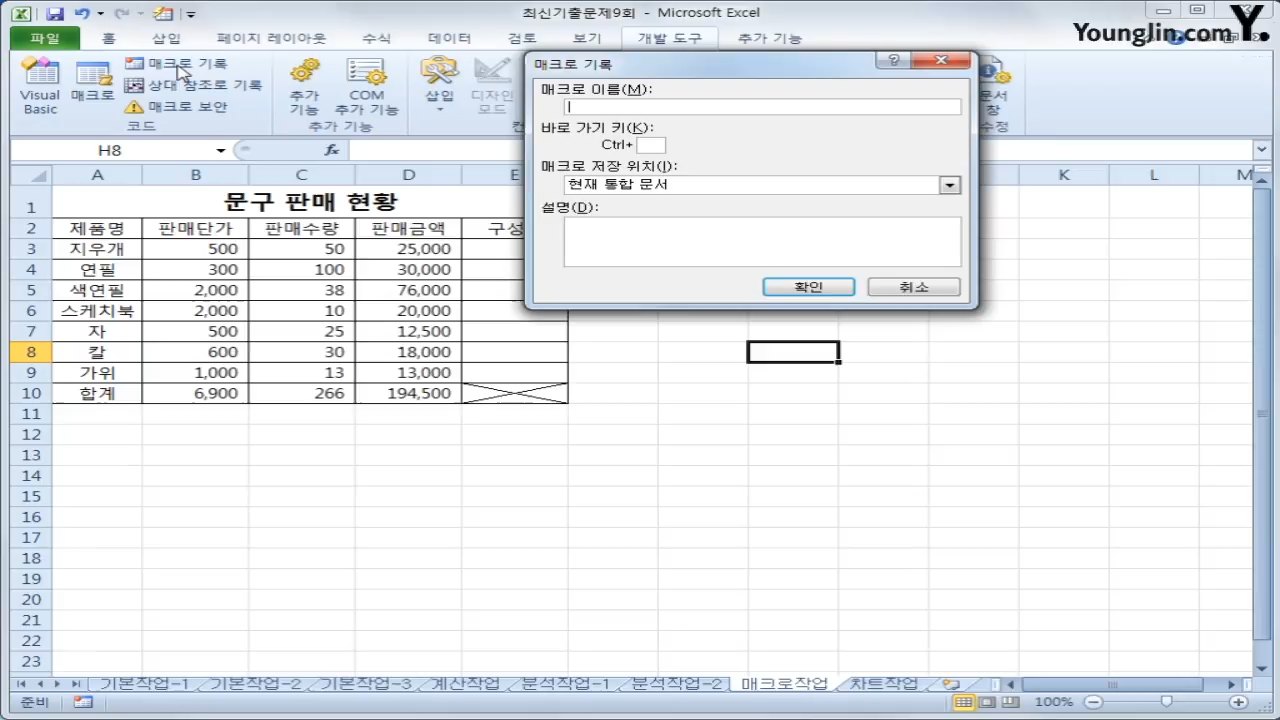 최신기출문제9회 - Microsoft Excel
Younglin.com Y.
파일 홈 삽입 페이지 레이아웃 수식 데이터 검토 보기 개발 도구 추가 기능
Visual Basic
매크로
매크로 기록
상대 참조로 기록
매크로 보안
코드
추가 기능
COM 추가 기능
추가 기능
삽입
디자인 모드
문서 창
수정
H8 fx
매크로 기록
매크로 이름(M):
바로 가기 키(K):
Ctrl+
매크로 저장 위치(I):
현재 통합 문서
설명(D):
확인 취소
A B C D E K L M
1 문구 판매 현황
2 제품명 판매단가 판매수량 판매금액 구성
3 지우개 500 50 25,000
4 연필 300 100 30,000
5 색연필 2,000 38 76,000
6 스케치북 2,000 10 20,000
7 자 500 25 12,500
8 칼 600 30 18,000
9 가위 1,000 13 13,000
10 합계 6,900 266 194,500
11
12
13
14
15
16
17
18
19
20
21
22
23
기본작업-1 기본작업-2 기본작업-3 계산작업 분석작업-1 분석작업-2 매크로작업 차트작업
준비 100%